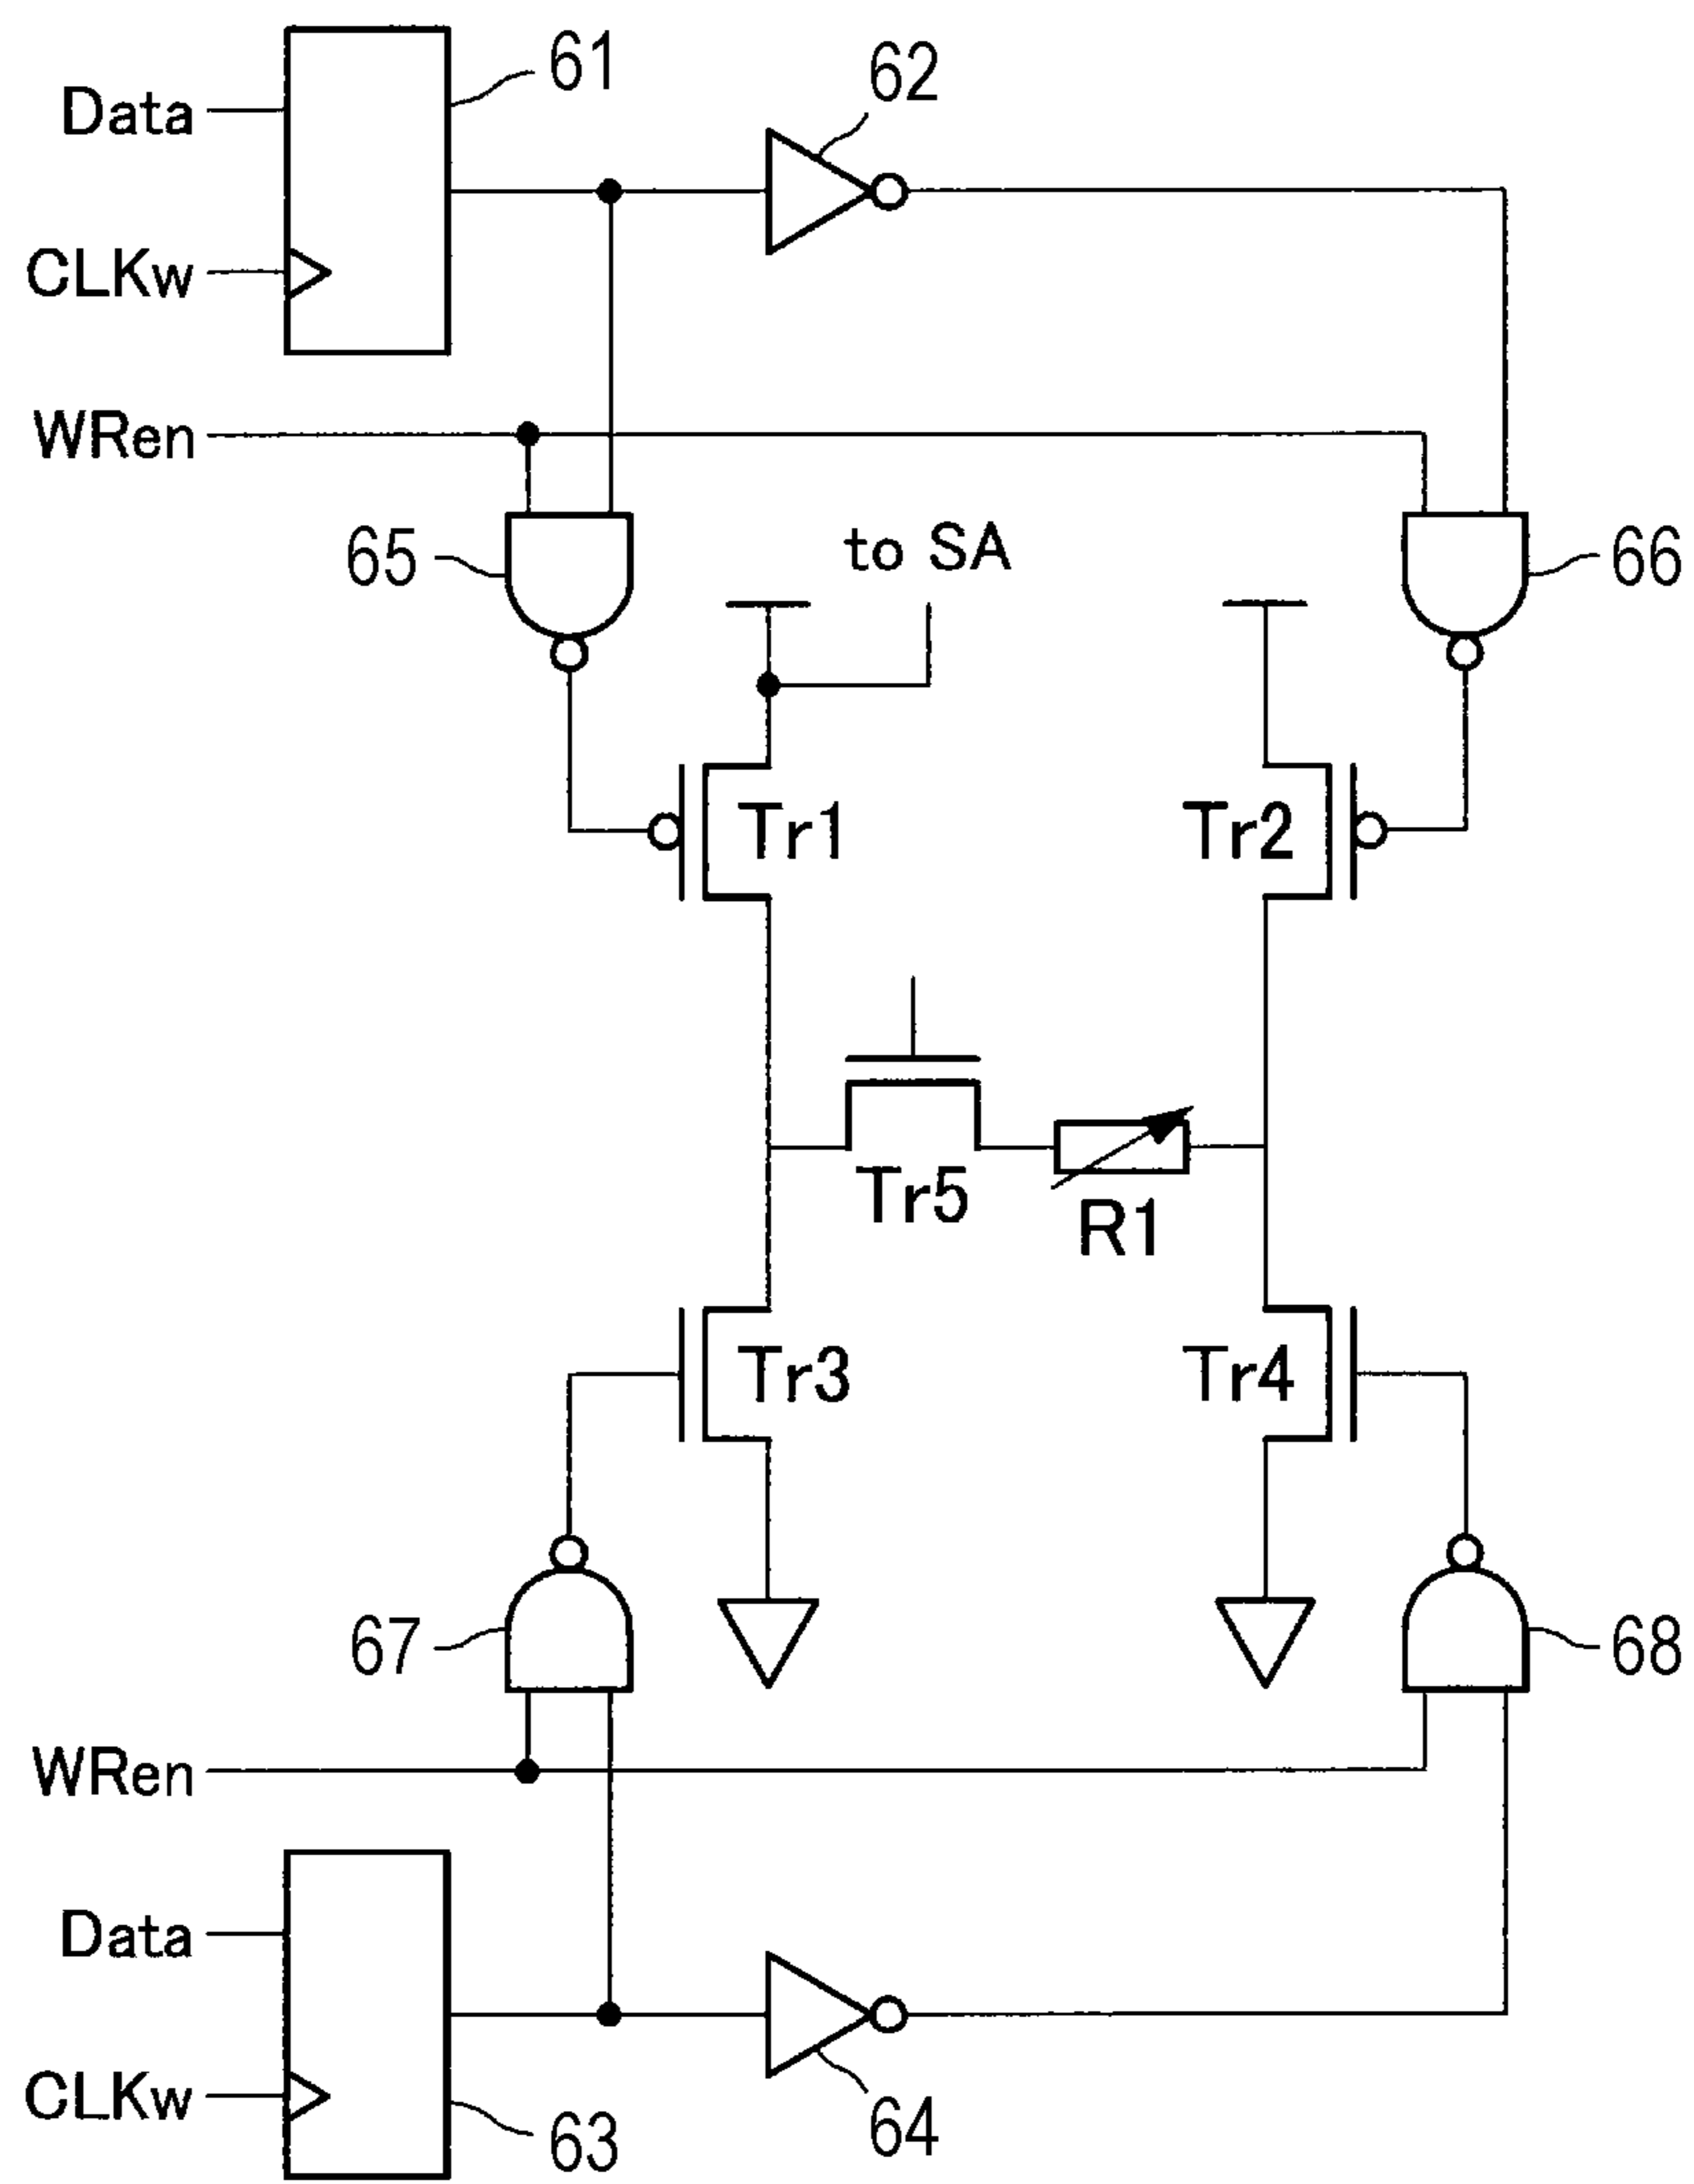 61
62
Data
CLKw
WRen
65
to SA
66
Tr1
Tr2
Tr5
R1
Tr3
Tr4
67
68
WRen
Data
CLKw
63
64